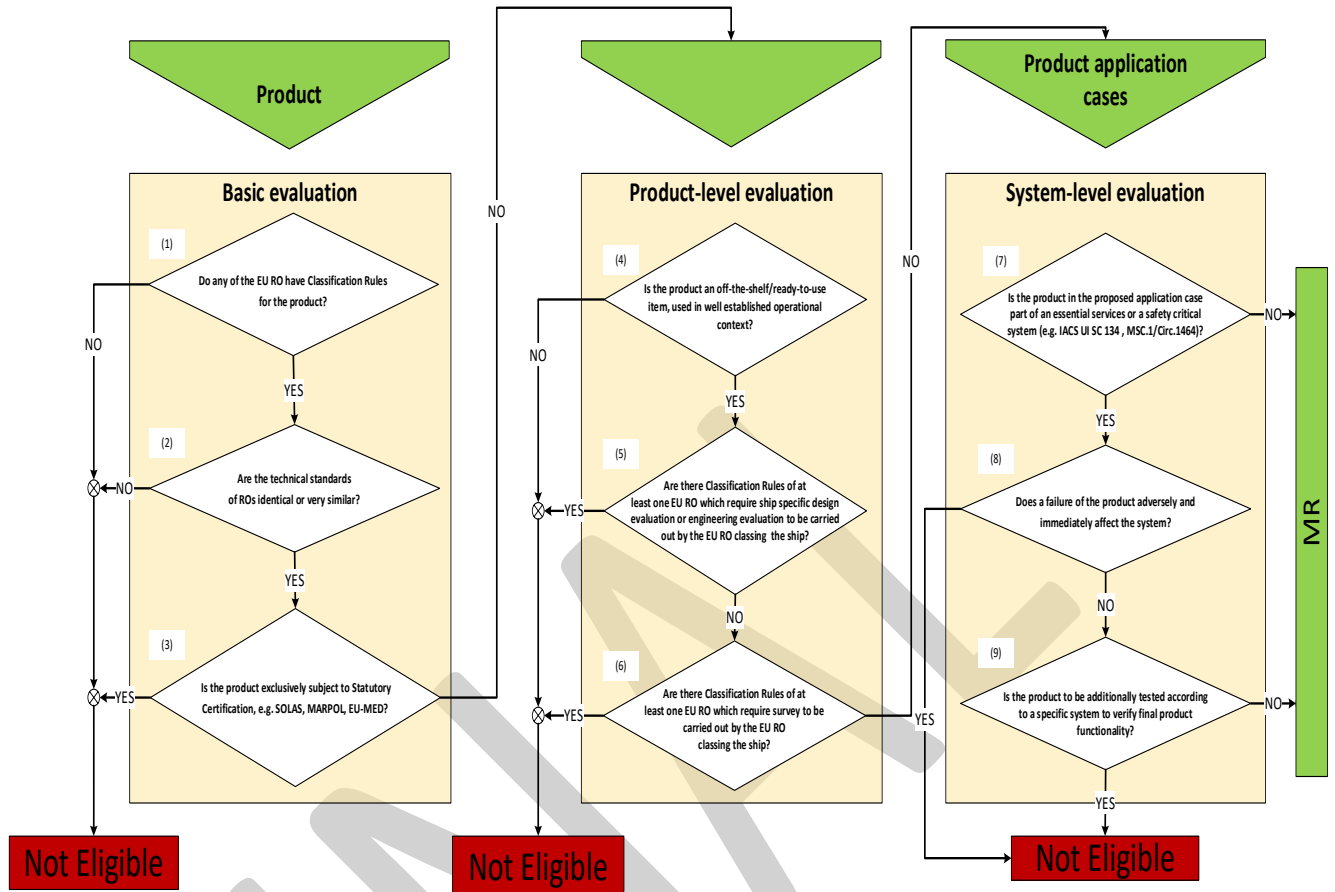 Product
Product application
cases
Basic evaluation
(1)
Do any of the EU RO have Classification Rules
for the product?
NO
YES
(2)
Are the technical standards
of ROs identical or very similar?
NO
YES
(3)
Is the product exclusively subject to Statutory
Certification, e.g. SOLAS, MARPOL, EU-MED?
YES
NO
Not Eligible
Product-level evaluation
(4)
Is the product an off-the-shelf/ready-to-use
item, used in well established operational
context?
NO
YES
(5)
Are there Classification Rules of at
least one EU RO which require ship specific design
evaluation or engineering evaluation to be carried
out by the EU RO classing the ship?
YES
NO
(6)
Are there Classification Rules of at
least one EU RO which require survey to be
carried out by the EU RO
classing the ship?
YES
NO
Not Eligible
System-level evaluation
(7)
Is the product in the proposed application case
part of an essential services or a safety critical
system (e.g. IACS UI SC 134 , MSC.1/Circ.1464)?
NO
YES
(8)
Does a failure of the product adversely and
immediately affect the system?
YES
NO
(9)
Is the product to be additionally tested according
to a specific system to verify final product
functionality?
NO
YES
Not Eligible
MR